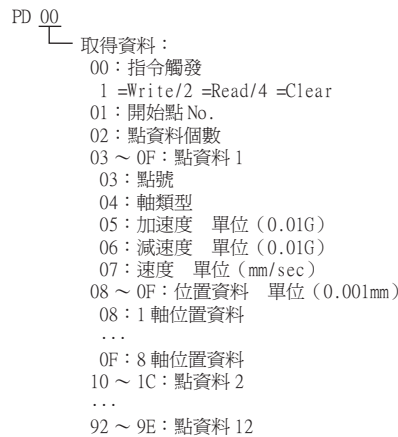 PD 00
取得資料：
00：指令觸發
1 =Write/2 =Read/4 =Clear
01：開始點 No.
02：點資料個數
03 ～ 0F：點資料 1
03：點號
04：軸類型
05：加速度　單位（0.01G）
06：減速度　單位（0.01G）
07：速度　單位（mm/sec）
08 ～ 0F：位置資料　單位（0.001mm）
08：1 軸位置資料
...
0F：8 軸位置資料
10 ～ 1C：點資料 2
...
92 ～ 9E：點資料 12